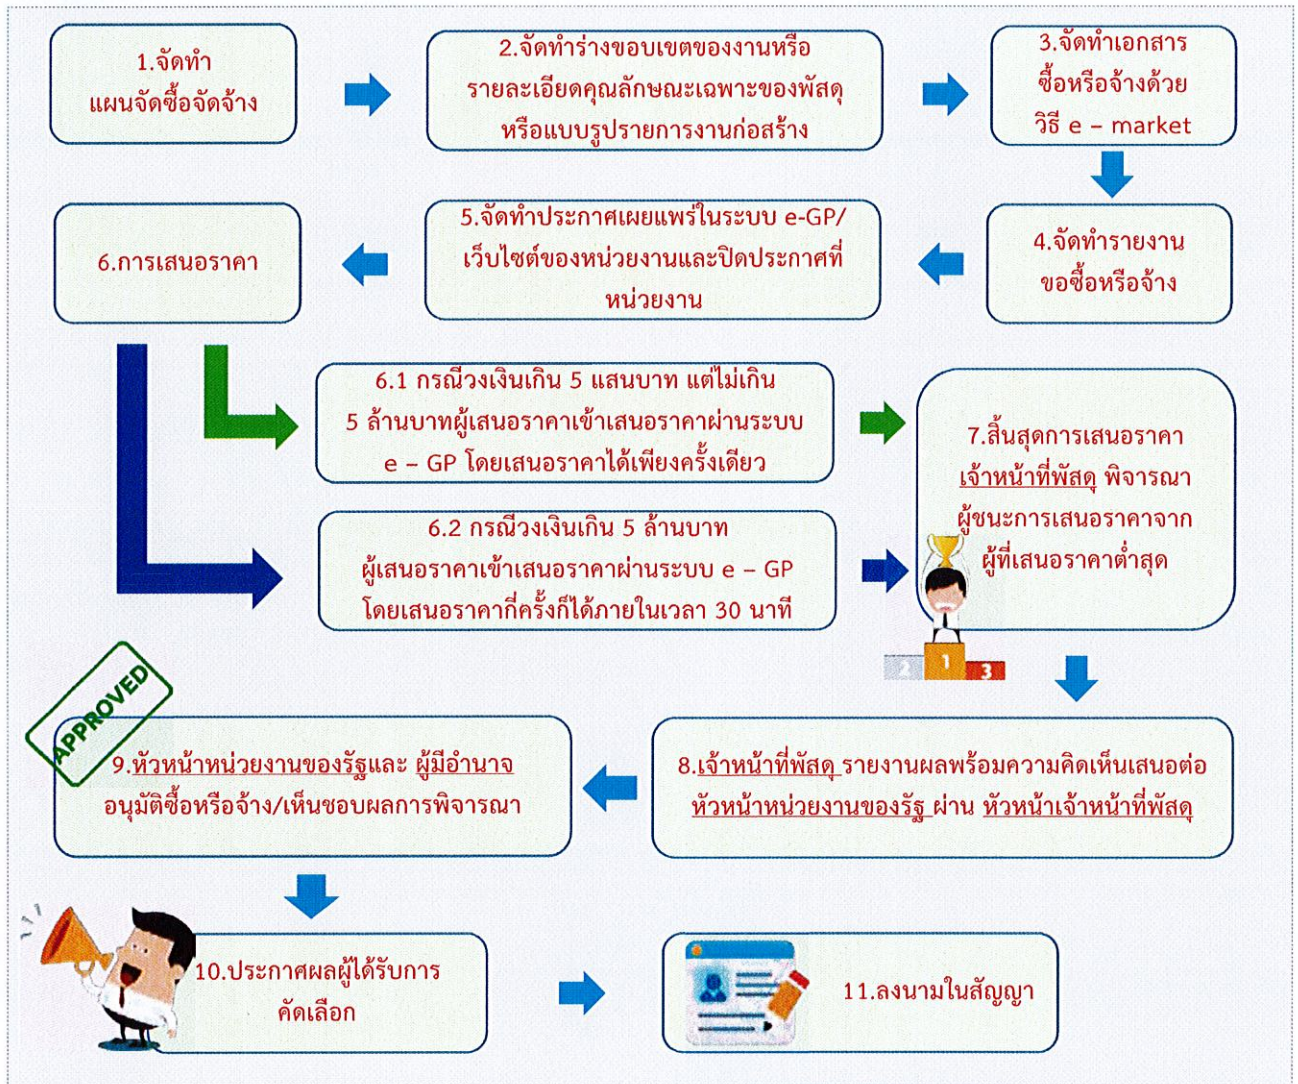 1.จัดทำ
แผนจัดซื้อจัดจ้าง
2.จัดทำร่างขอบเขตของงานหรือ
รายละเอียดคุณลักษณะเฉพาะของพัสดุ
หรือแบบรูปรายการงานก่อสร้าง
3.จัดทำเอกสาร
ซื้อหรือจ้างด้วย
วิธี e – market
4.จัดทำรายงาน
ขอซื้อหรือจ้าง
5.จัดทำประกาศเผยแพร่ในระบบ e-GP/
เว็บไซต์ของหน่วยงานและปิดประกาศที่
หน่วยงาน
6.การเสนอราคา
6.1 กรณีวงเงินเกิน 5 แสนบาท แต่ไม่เกิน
5 ล้านบาทผู้เสนอราคาเข้าเสนอราคาผ่านระบบ
e – GP โดยเสนอราคาได้เพียงครั้งเดียว
6.2 กรณีวงเงินเกิน 5 ล้านบาท
ผู้เสนอราคาเข้าเสนอราคาผ่านระบบ e – GP
โดยเสนอราคากี่ครั้งก็ได้ภายในเวลา 30 นาที
7.สิ้นสุดการเสนอราคา
เจ้าหน้าที่พัสดุ พิจารณา
ผู้ชนะการเสนอราคาจาก
ผู้ที่เสนอราคาต่ำสุด
2 1 3
8.เจ้าหน้าที่พัสดุ รายงานผลพร้อมความคิดเห็นเสนอต่อ
หัวหน้าหน่วยงานของรัฐ ผ่าน หัวหน้าเจ้าหน้าที่พัสดุ
APPROVED
9.หัวหน้าหน่วยงานของรัฐและ ผู้มีอำนาจ
อนุมัติซื้อหรือจ้าง/เห็นชอบผลการพิจารณา
10.ประกาศผลผู้ได้รับการ
คัดเลือก
11.ลงนามในสัญญา